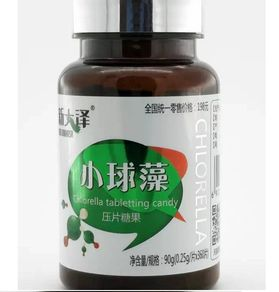 新大泽®
全国统一零售价格：198元
CHLORELLA
小球藻
Chlorella tabletting candy
压片糖果
净含量/规格：90g(0.25g/片x360片)